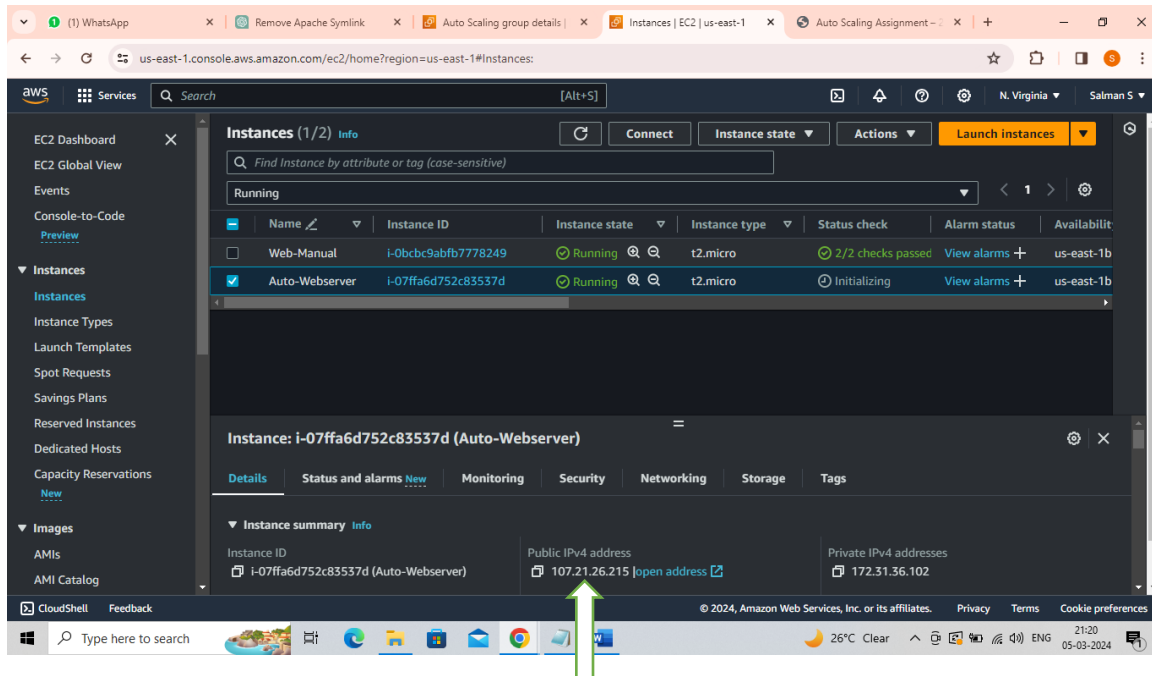 (1) WhatsApp
Remove Apache Symlink
Auto Scaling group details |
Instances | EC2 | us-east-1
Auto Scaling Assignment – 2
us-east-1.console.aws.amazon.com/ec2/home?region=us-east-1#Instances:
aws Services Search [Alt+S] N. Virginia Salman S
EC2 Dashboard
EC2 Global View
Events
Console-to-Code
Preview
Instances
Instances
Instance Types
Launch Templates
Spot Requests
Savings Plans
Reserved Instances
Dedicated Hosts
Capacity Reservations
New
Images
AMIs
AMI Catalog
Instances (1/2) Info Connect Instance state Actions Launch instances
Find Instance by attribute or tag (case-sensitive)
Running 1
Name Instance ID Instance state Instance type Status check Alarm status Availabilit
Web-Manual i-0bcbc9abfb7778249 Running t2.micro 2/2 checks passed View alarms + us-east-1b
Auto-Webserver i-07ffa6d752c83537d Running t2.micro Initializing View alarms + us-east-1b
Instance: i-07ffa6d752c83537d (Auto-Webserver)
Details Status and alarms New Monitoring Security Networking Storage Tags
Instance summary Info
Instance ID Public IPv4 address Private IPv4 addresses
i-07ffa6d752c83537d (Auto-Webserver) 107.21.26.215 |open address 172.31.36.102
CloudShell Feedback © 2024, Amazon Web Services, Inc. or its affiliates. Privacy Terms Cookie preferences
Type here to search 26°C Clear ENG 21:20
05-03-2024